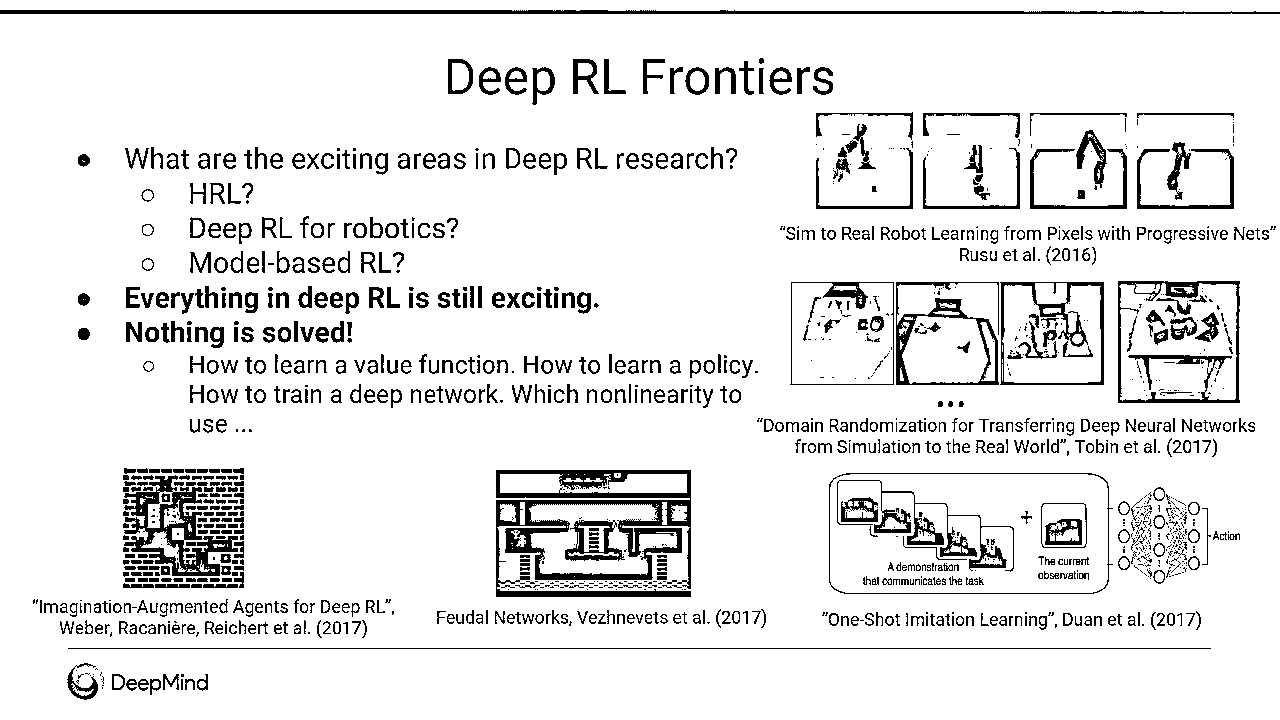 Deep RL Frontiers
● What are the exciting areas in Deep RL research?
○ HRL?
○ Deep RL for robotics?
○ Model-based RL?
● Everything in deep RL is still exciting.
● Nothing is solved!
○ How to learn a value function. How to learn a policy.
How to train a deep network. Which nonlinearity to
use ...
“Sim to Real Robot Learning from Pixels with Progressive Nets”
Rusu et al. (2016)
...
“Domain Randomization for Transferring Deep Neural Networks
from Simulation to the Real World”, Tobin et al. (2017)
“Imagination-Augmented Agents for Deep RL”,
Weber, Racanière, Reichert et al. (2017)
Feudal Networks, Vezhnevets et al. (2017)
A demonstration
that communicates the task
+
The current
observation
Action
“One-Shot Imitation Learning”, Duan et al. (2017)
DeepMind